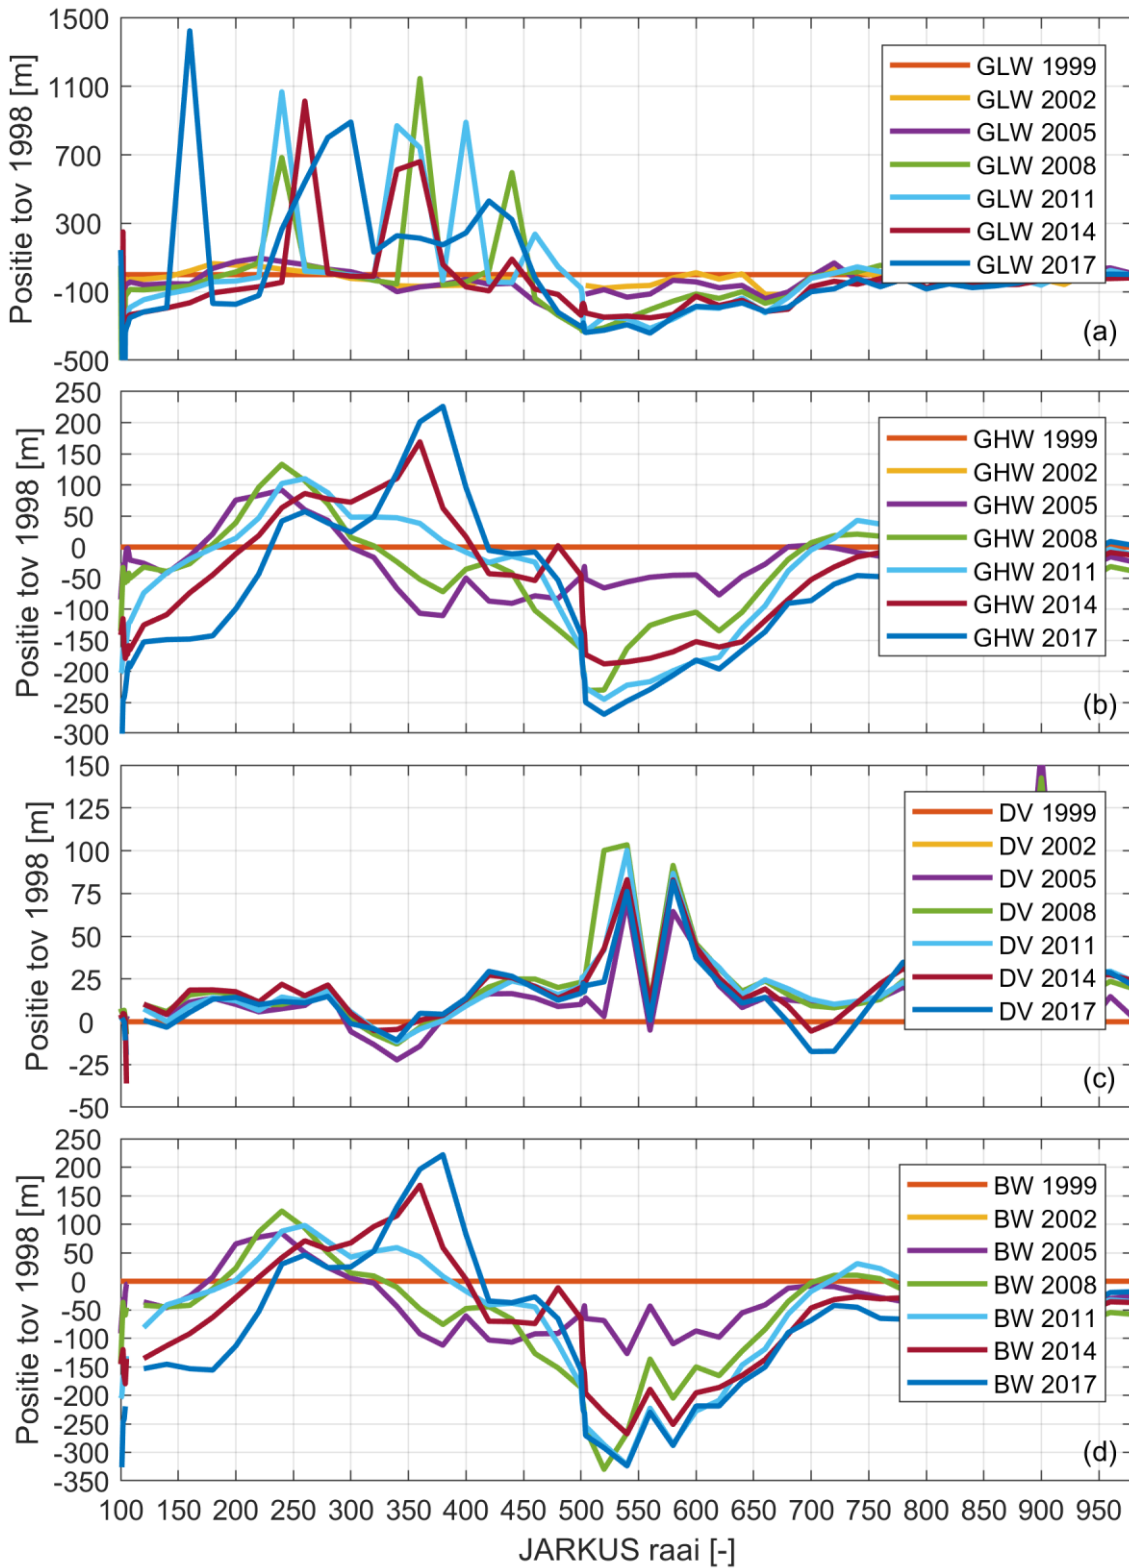 Positie tov 1998 [m]
1500
1100
700
300
-100
-500
GLW 1999
GLW 2002
GLW 2005
GLW 2008
GLW 2011
GLW 2014
GLW 2017
(a)
Positie tov 1998 [m]
250
200
150
100
50
0
-50
-100
-150
-200
-250
-300
GHW 1999
GHW 2002
GHW 2005
GHW 2008
GHW 2011
GHW 2014
GHW 2017
(b)
Positie tov 1998 [m]
150
125
100
75
50
25
0
-25
-50
DV 1999
DV 2002
DV 2005
DV 2008
DV 2011
DV 2014
DV 2017
(c)
Positie tov 1998 [m]
250
200
150
100
50
0
-50
-100
-150
-200
-250
-300
-350
BW 1999
BW 2002
BW 2005
BW 2008
BW 2011
BW 2014
BW 2017
(d)
100 150 200 250 300 350 400 450 500 550 600 650 700 750 800 850 900 950
JARKUS raai [-]